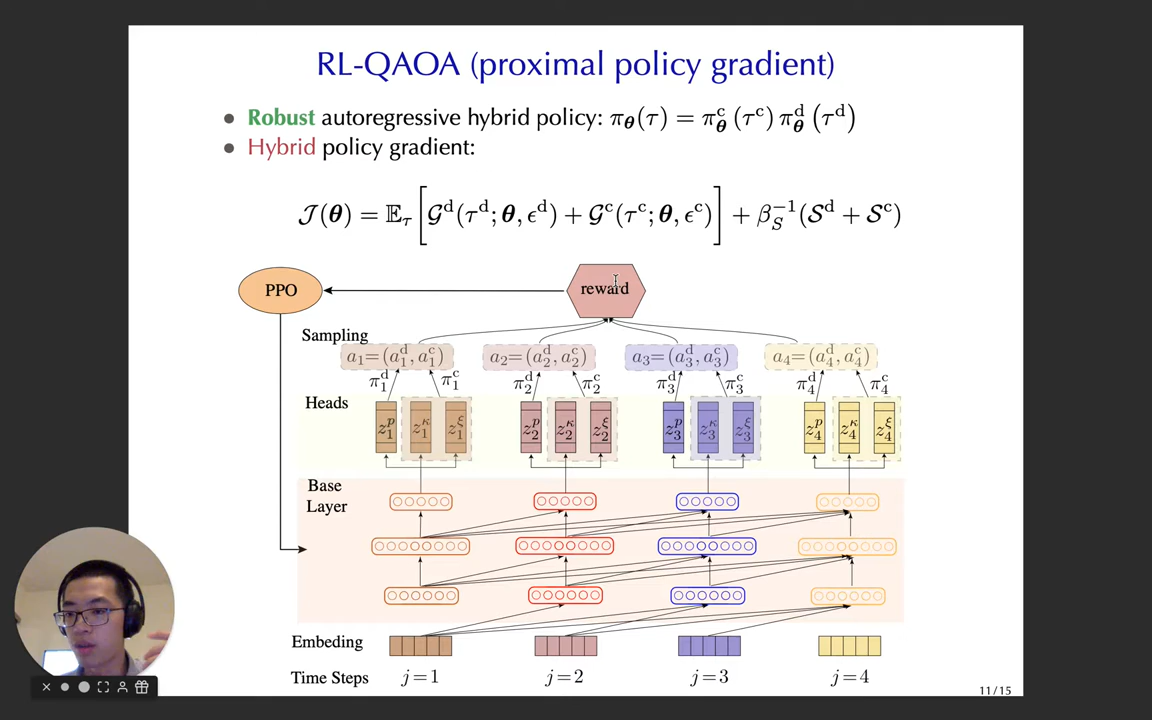 RL-QAOA (proximal policy gradient)
• Robust autoregressive hybrid policy: π_θ(τ) = π_θ^c (τ^c) π_θ^d (τ^d)
• Hybrid policy gradient:
𝒥(θ) = 𝔼_τ [𝒢^d(τ^d; θ, ϵ^d) + 𝒢^c(τ^c; θ, ϵ^c)] + β_S^{-1}(𝒮^d + 𝒮^c)
PPO
reward
Sampling
a_1=(a_1^d, a_1^c) a_2=(a_2^d, a_2^c) a_3=(a_3^d, a_3^c) a_4=(a_4^d, a_4^c)
π_1^d π_1^c π_2^d π_2^c π_3^d π_3^c π_4^d π_4^c
Heads
z_1^p z_1^κ z_1^ξ z_2^p z_2^κ z_2^ξ z_3^p z_3^κ z_3^ξ z_4^p z_4^κ z_4^ξ
Base
Layer
Embeding
Time Steps j=1 j=2 j=3 j=4
11/15